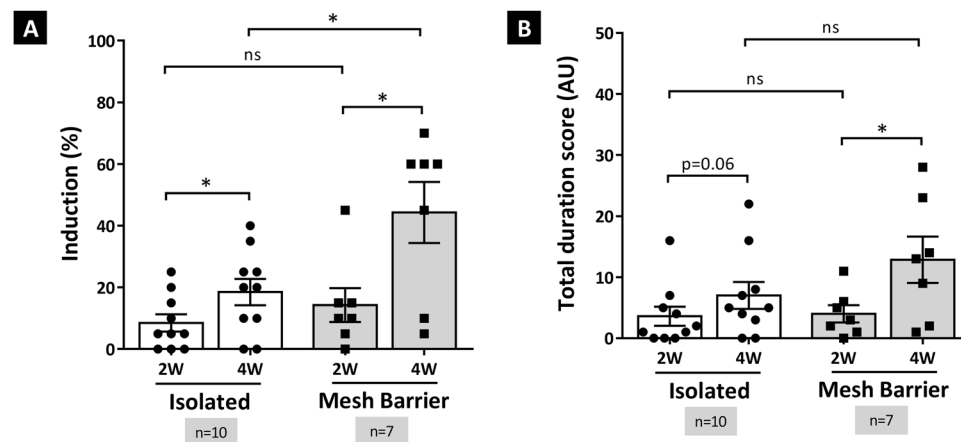 A
Induction (%)
100
80
60
40
20
0
*
ns
*
*
2W 4W 2W 4W
Isolated Mesh Barrier
n=10 n=7
B
Total duration score (AU)
50
40
30
20
10
0
ns
ns
*
p=0.06
2W 4W 2W 4W
Isolated Mesh Barrier
n=10 n=7